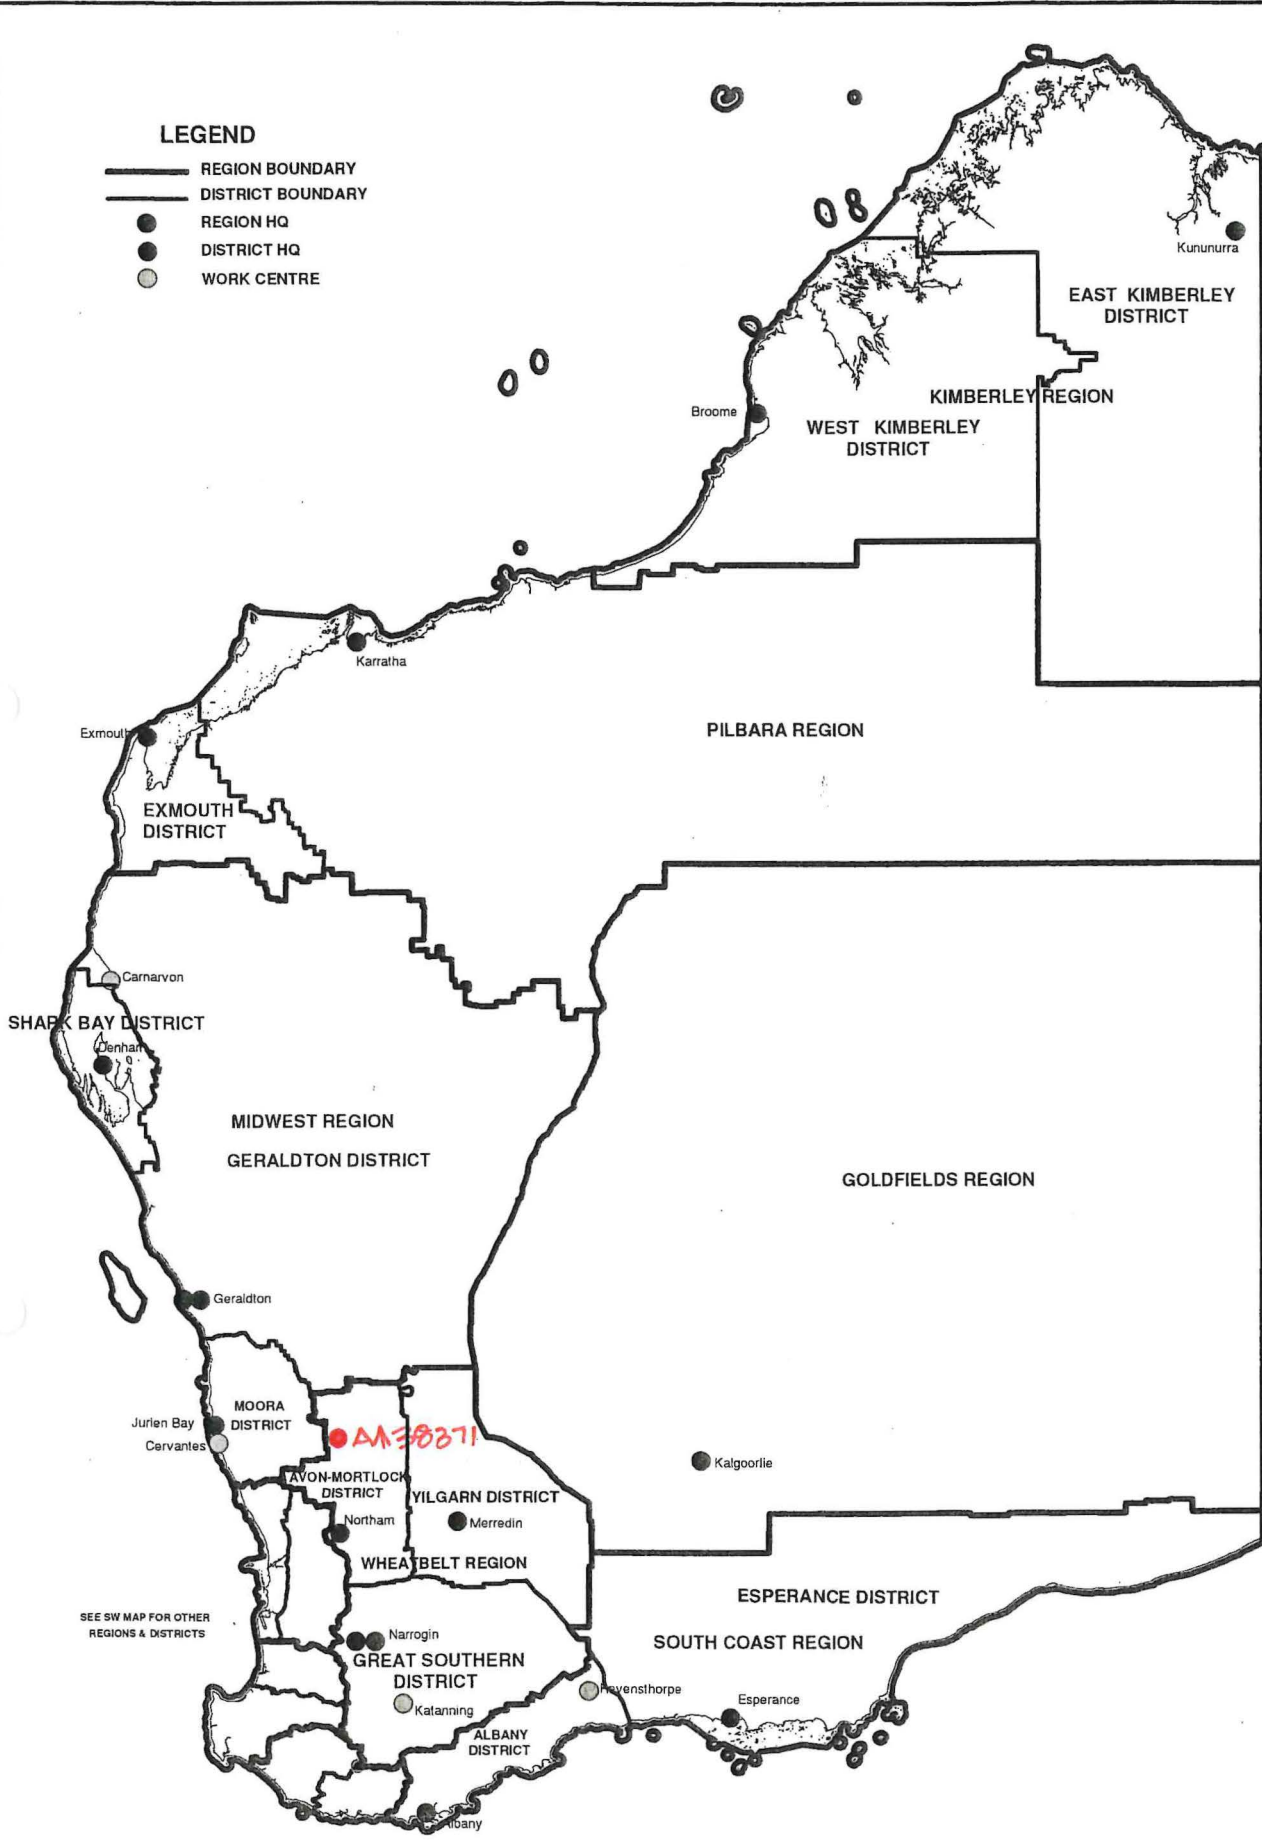 LEGEND
REGION BOUNDARY
DISTRICT BOUNDARY
REGION HQ
DISTRICT HQ
WORK CENTRE
Kununurra
EAST KIMBERLEY
DISTRICT
KIMBERLEY REGION
Broome
WEST KIMBERLEY
DISTRICT
Karratha
Exmouth
PILBARA REGION
EXMOUTH
DISTRICT
Carnarvon
SHARK BAY DISTRICT
Denham
MIDWEST REGION
GERALDTON DISTRICT
GOLDFIELDS REGION
Geraldton
MOORA
DISTRICT
Jurien Bay
Cervantes
Kalgoorlie
AVON-MORTLOCK
DISTRICT
YILGARN DISTRICT
Northam
Merredin
WHEATBELT REGION
ESPERANCE DISTRICT
SEE SW MAP FOR OTHER
REGIONS & DISTRICTS
SOUTH COAST REGION
Narrogin
GREAT SOUTHERN
DISTRICT
Ravensthorpe
Katanning
Esperance
ALBANY
DISTRICT
Albany